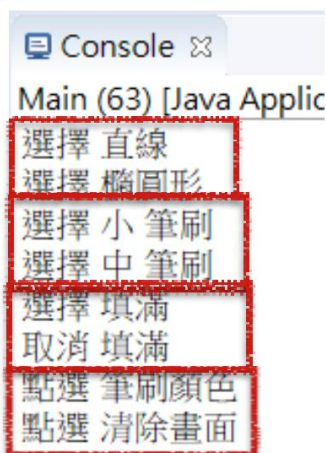 Console
Main (63) [Java Applic
選擇 直線
選擇 橢圓形
選擇 小 筆刷
選擇 中 筆刷
選擇 填滿
取消 填滿
點選 筆刷顏色
點選 清除畫面